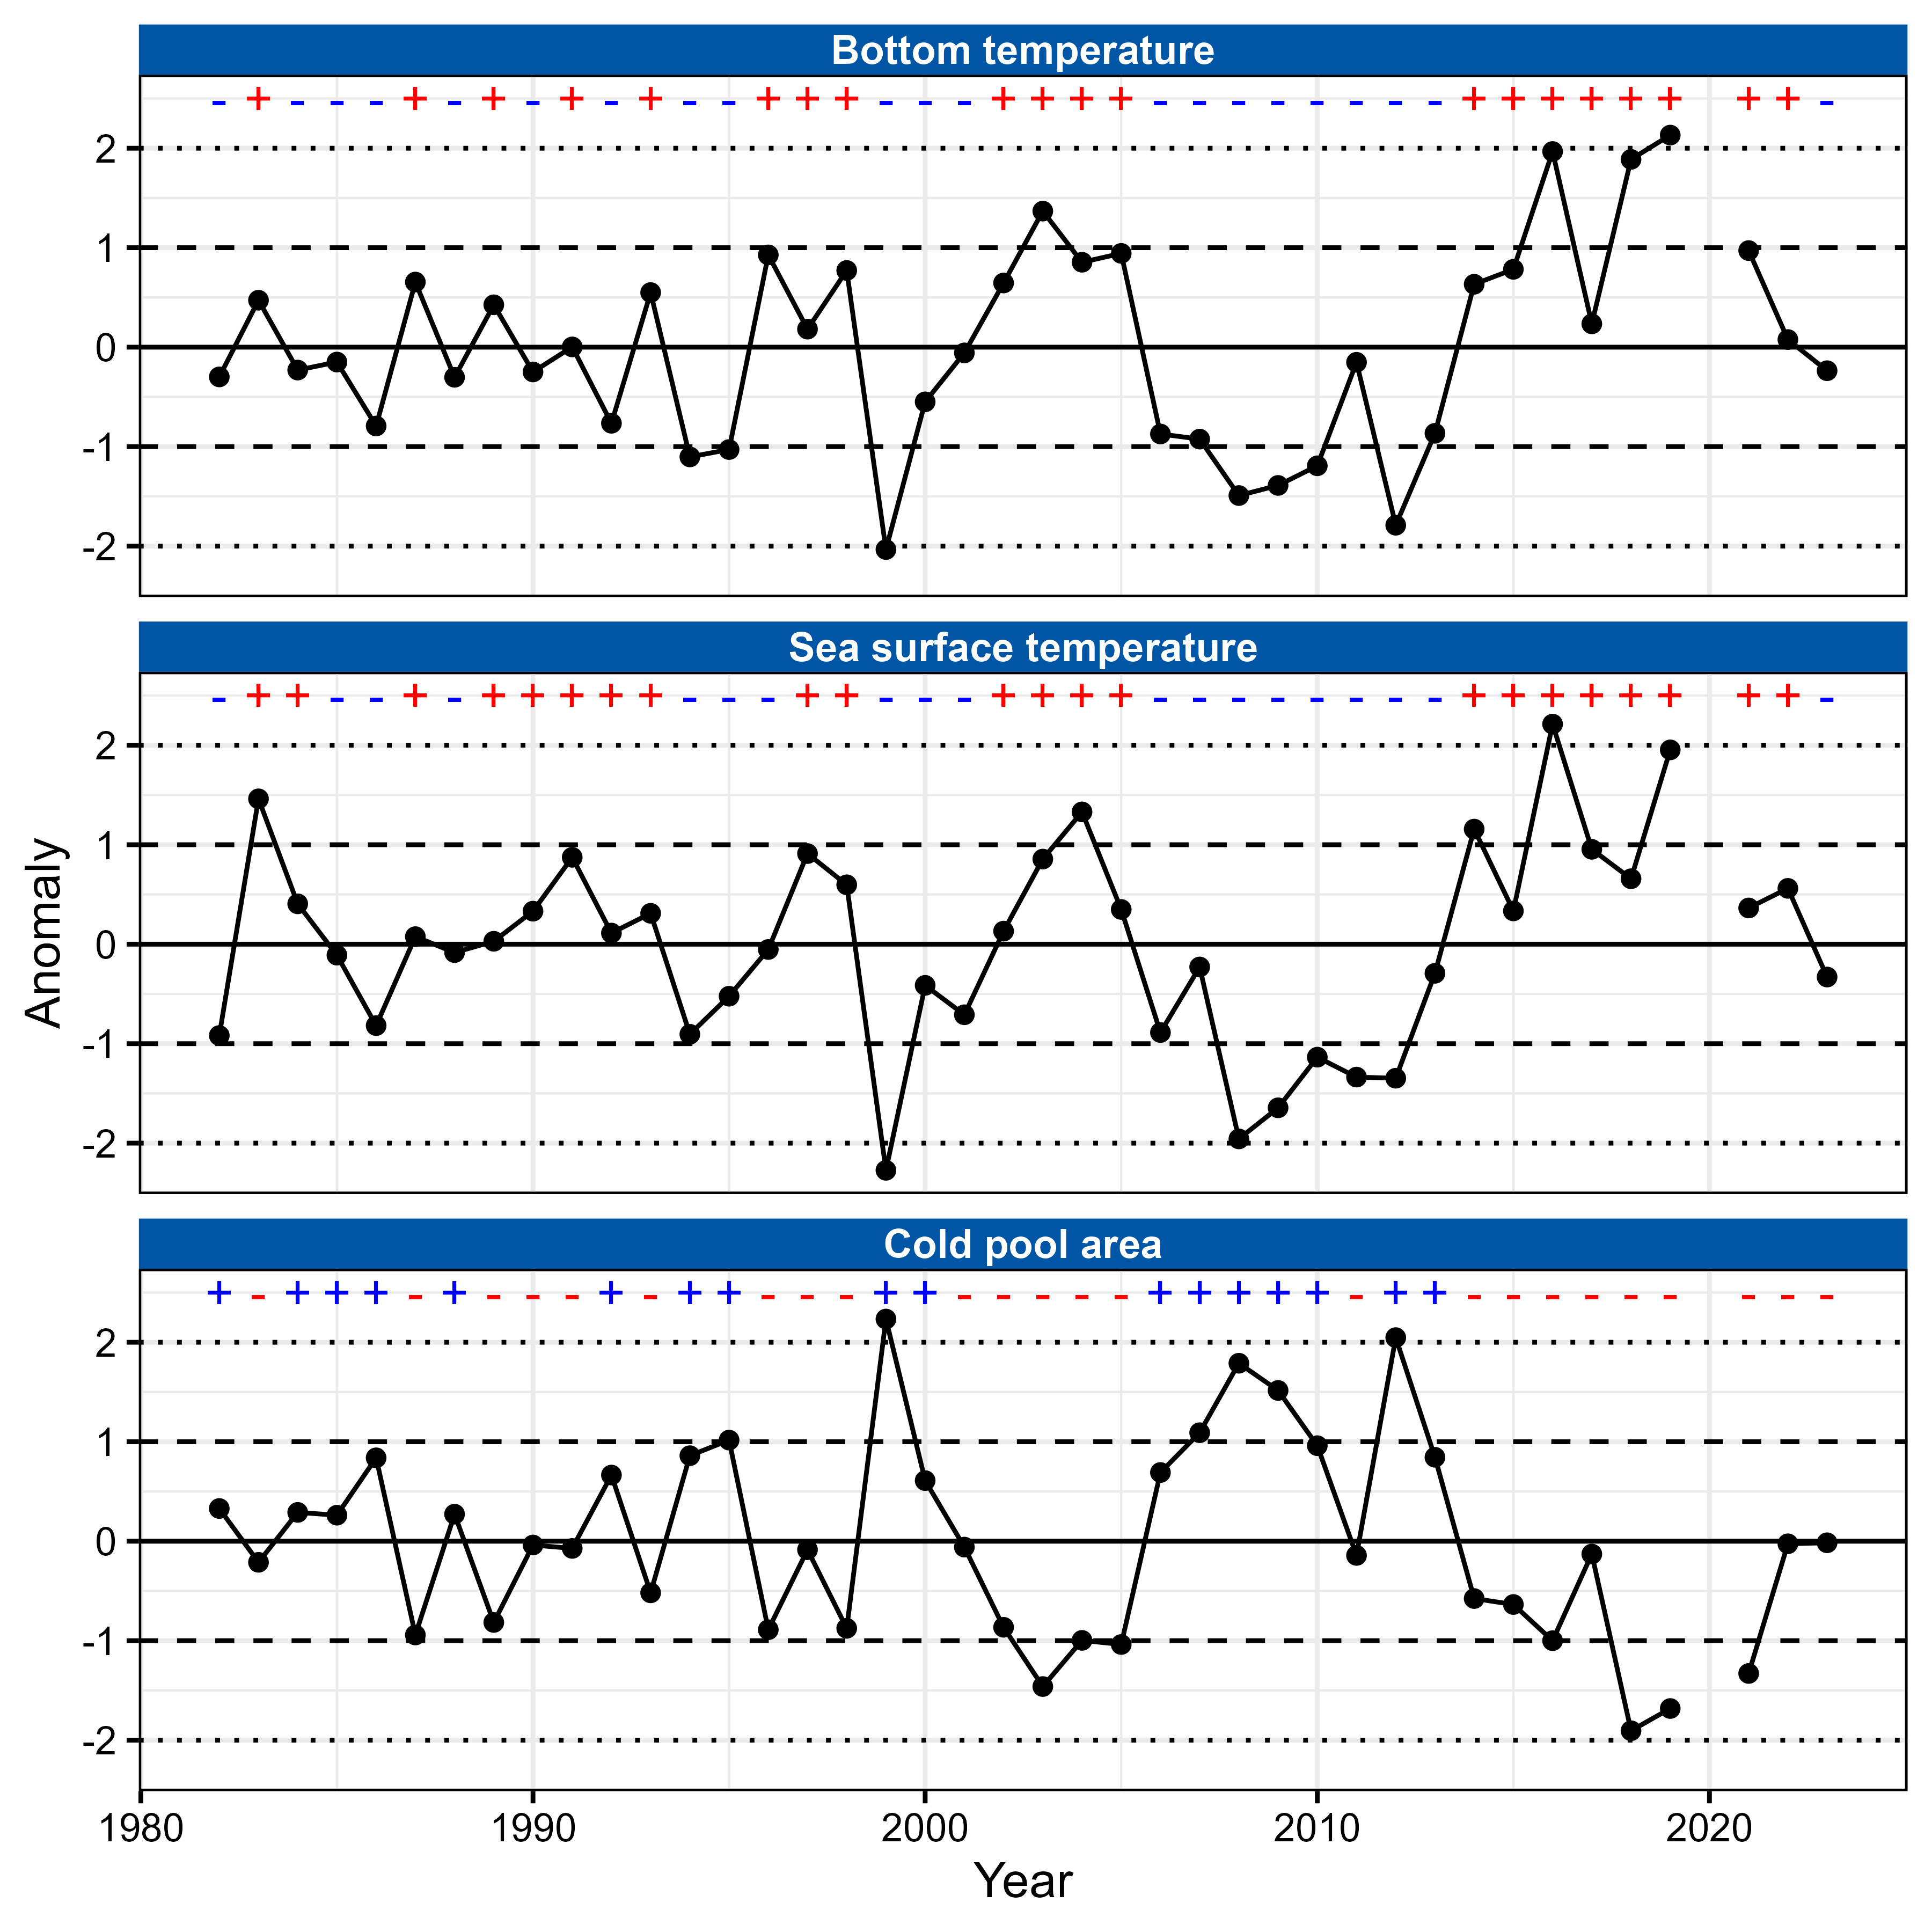 Bottom temperature
- + - - - + - + - + - + - - + + + - - - + + + + - - - - - - - - + + + + + + + + -
2
1
0
-1
-2
Sea surface temperature
- + + - - + - + + + + + - - - + + - - - + + + + - - - - - - - - + + + + + + + + -
2
1
0
-1
-2
Anomaly
Cold pool area
+ - + + + - + - - - + - + + - - - + + - - - - - + + + + + - + + - - - - - - - - -
2
1
0
-1
-2
1980 1990 2000 2010 2020
Year